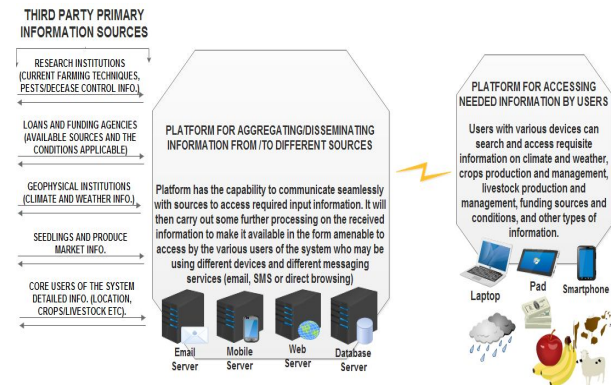 THIRD PARTY PRIMARY
INFORMATION SOURCES
RESEARCH INSTITUTIONS
(CURRENT FARMING TECHNIQUES,
PESTS/DECEASE CONTROL INFO.)
LOANS AND FUNDING AGENCIES
(AVAILABLE SOURCES AND THE
CONDITIONS APPLICABLE)
GEOPHYSICAL INSTITUTIONS
(CLIMATE AND WEATHER INFO.)
SEEDLINGS AND PRODUCE
MARKET INFO.
CORE USERS OF THE SYSTEM
DETAILED INFO. (LOCATION,
CROPS/LIVESTOCK ETC).
PLATFORM FOR AGGREGATING/DISSEMINATING
INFORMATION FROM /TO DIFFERENT SOURCES
Platform has the capability to communicate seamlessly
with sources to access required input information. It will
then carry out some further processing on the received
information to make it available in the form amenable to
access by the various users of the system who may be
using different devices and different messaging
services (email, SMS or direct browsing)
Email
Server
Mobile
Server
Web
Server
Database
Server
PLATFORM FOR ACCESSING
NEEDED INFORMATION BY USERS
Users with various devices can
search and access requisite
information on climate and weather,
crops production and management,
livestock production and
management, funding sources and
conditions, and other types of
information.
Laptop
Pad
Smartphone